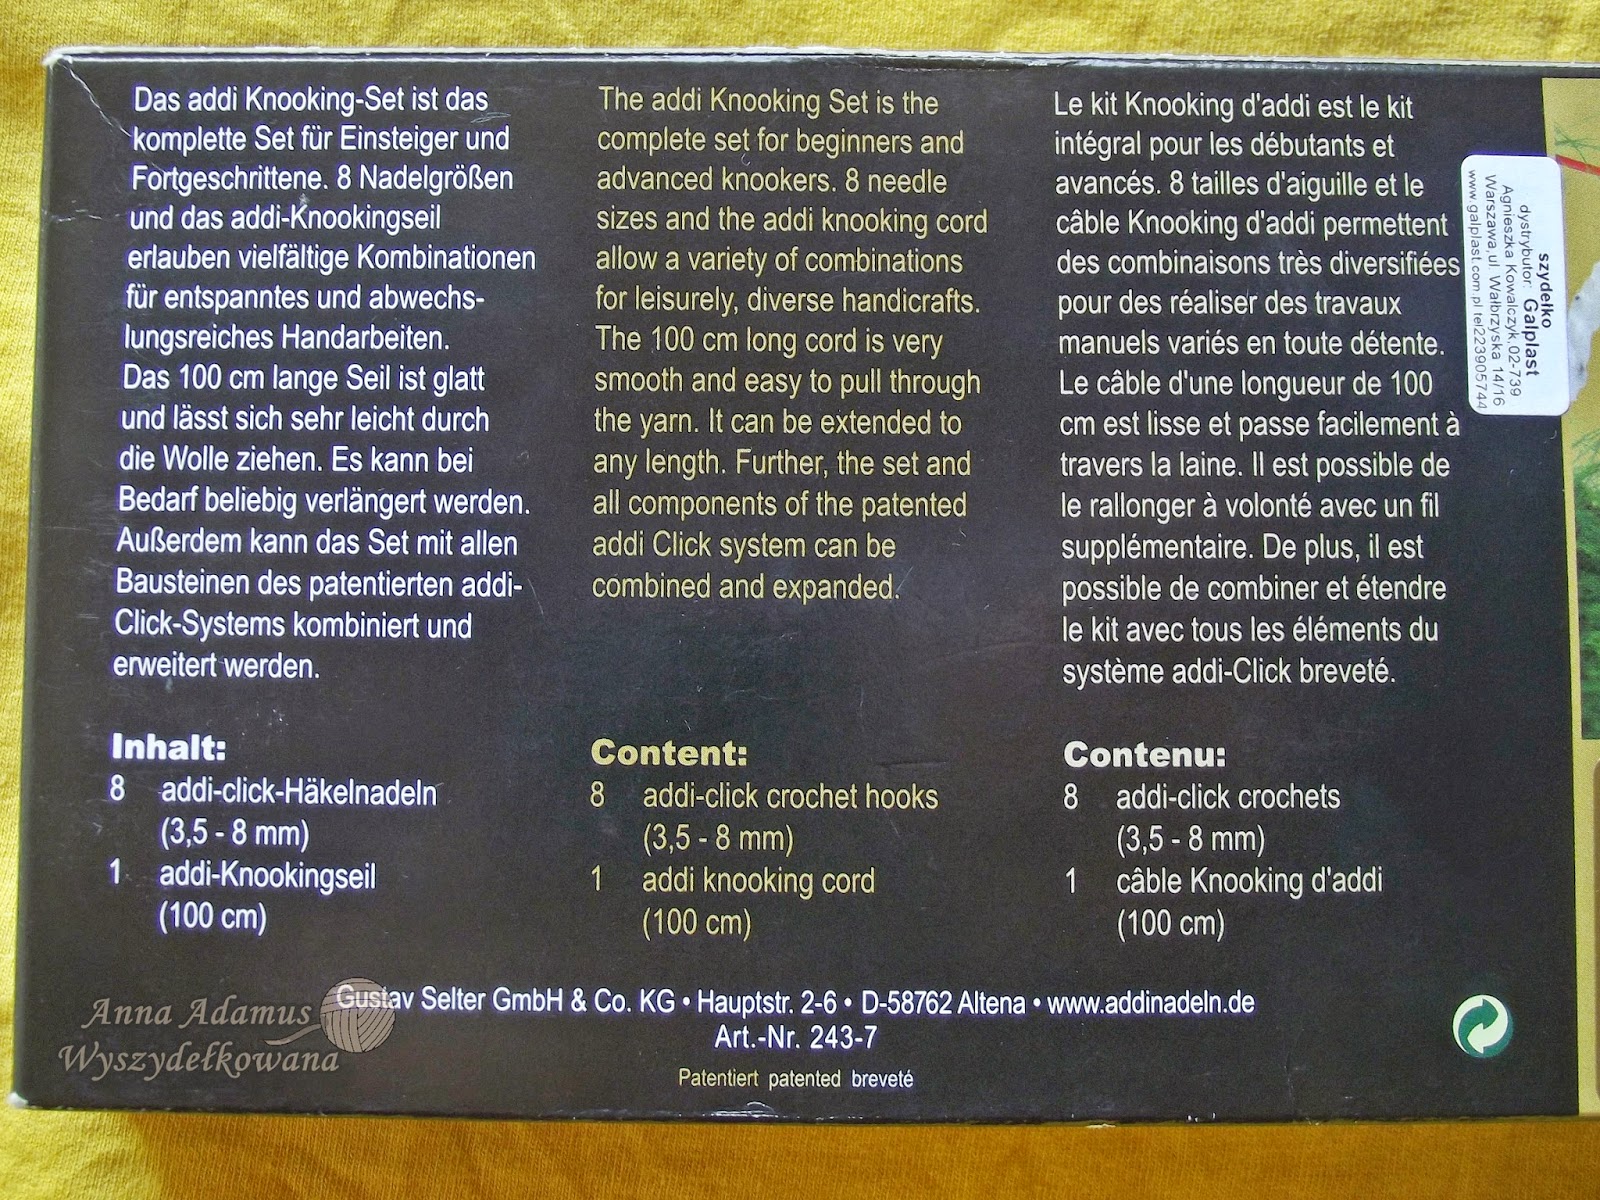 Das addi Knooking-Set ist das
komplette Set für Einsteiger und
Fortgeschrittene. 8 Nadelgrößen
und das addi-Knookingseil
erlauben vielfältige Kombinationen
für entspanntes und abwechs-
lungsreiches Handarbeiten.
Das 100 cm lange Seil ist glatt
und lässt sich sehr leicht durch
die Wolle ziehen. Es kann bei
Bedarf beliebig verlängert werden.
Außerdem kann das Set mit allen
Bausteinen des patentierten addi-
Click-Systems kombiniert und
erweitert werden.
Inhalt:
8 addi-click-Häkelnadeln
(3,5 - 8 mm)
1 addi-Knookingseil
(100 cm)
The addi Knooking Set is the
complete set for beginners and
advanced knookers. 8 needle
sizes and the addi knooking cord
allow a variety of combinations
for leisurely, diverse handicrafts.
The 100 cm long cord is very
smooth and easy to pull through
the yarn. It can be extended to
any length. Further, the set and
all components of the patented
addi Click system can be
combined and expanded.
Content:
8 addi-click crochet hooks
(3,5 - 8 mm)
1 addi knooking cord
(100 cm)
Le kit Knooking d'addi est le kit
intégral pour les débutants et
avancés. 8 tailles d'aiguille et le
câble Knooking d'addi permettent
des combinaisons très diversifiées
pour des réaliser des travaux
manuels variés en toute détente.
Le câble d'une longueur de 100
cm est lisse et passe facilement à
travers la laine. Il est possible de
le rallonger à volonté avec un fil
supplémentaire. De plus, il est
possible de combiner et étendre
le kit avec tous les éléments du
système addi-Click breveté.
Contenu:
8 addi-click crochets
(3,5 - 8 mm)
1 câble Knooking d'addi
(100 cm)
szydełko
dystrybutor: Galplast
Agnieszka Kowalczyk,02-739
Warszawa,ul. Wałbrzyska 14/16
www.galplast.com.pl tel223905744
Gustav Selter GmbH & Co. KG • Hauptstr. 2-6 • D-58762 Altena • www.addinadeln.de
Art.-Nr. 243-7
Patentiert patented breveté
Anna Adamus
Wyszydełkowana